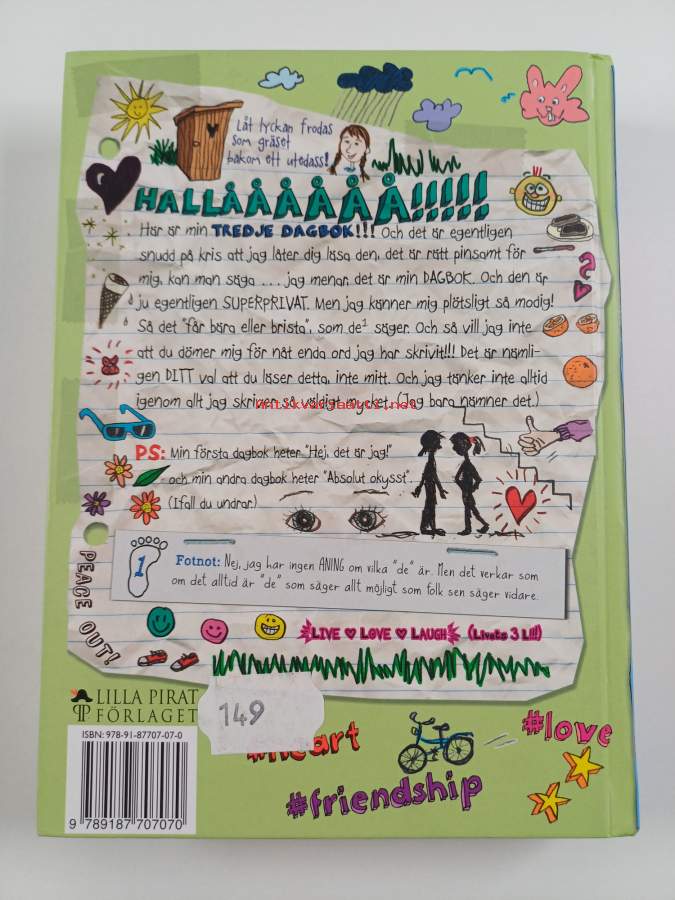 Låt lyckan frodas
som gräset
bakom ett utedass!
HALLÅÅÅÅÅÅ!!!!!
Här är min TREDJE DAGBOK!!! Och det är egentligen
snudd på kris att jag låter dig läsa den, det är rätt pinsamt för
mig, kan man säga ... jag menar, det är min DAGBOK. Och den är
ju egentligen SUPERPRIVAT. Men jag känner mig plötsligt så modig!
Så det "får bära eller brista", som de¹ säger. Och så vill jag inte
att du dömer mig för nåt enda ord jag har skrivit!!! Det är nämli-
gen DITT val att du läser detta, inte mitt. Och jag tänker inte alltid
igenom allt jag skriver så väldigt mycket. (Jag bara nämner det.)
antikvariaatti.net
PS: Min första dagbok heter "Hej, det är jag!"
och min andra dagbok heter "Absolut okysst".
(Ifall du undrar.)
1
Fotnot: Nej, jag har ingen ANING om vilka "de" är. Men det verkar som
om det alltid är "de" som säger allt möjligt som folk sen säger vidare.
PEACE OUT!
LIVE LOVE LAUGH (Livets 3 L!!!)
LILLA PIRAT
FÖRLAGET
149
ISBN: 978-91-87707-07-0
9 789187 707070
#heart
#love
#friendship